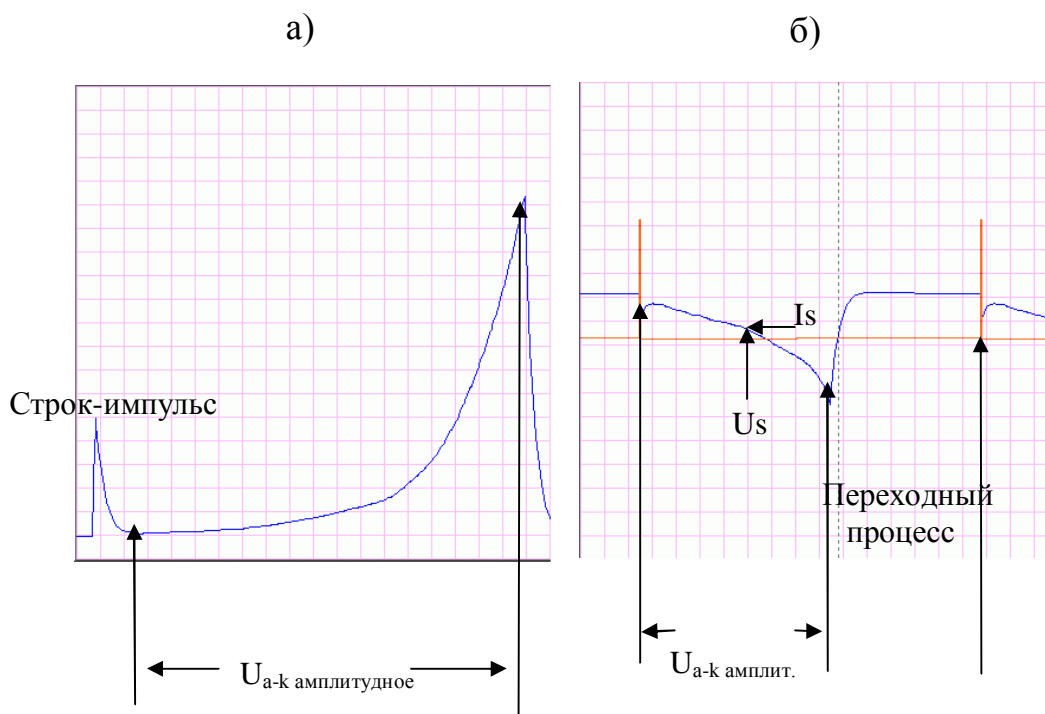 а)
б)
Строк-импульс
Is
Us
Переходный
процесс
Ua-k амплитудное
Ua-k амплит.